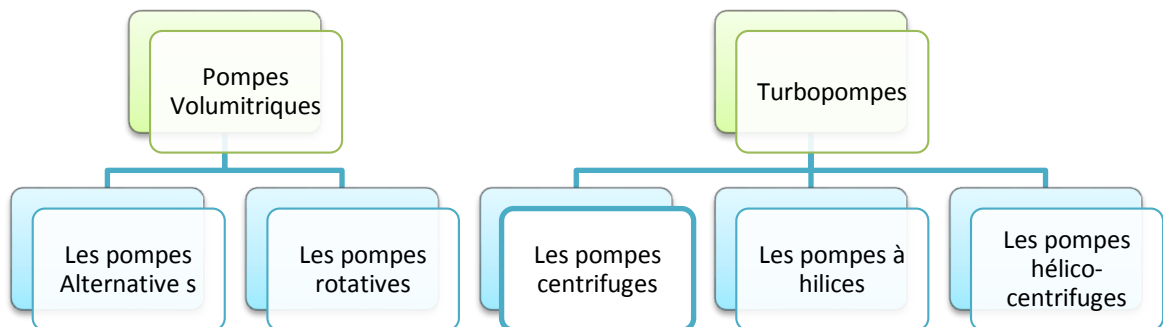 Pompes
Volumitriques
Turbopompes
Les pompes
Alternative s
Les pompes
rotatives
Les pompes
centrifuges
Les pompes à
hilices
Les pompes
hélico-
centrifuges